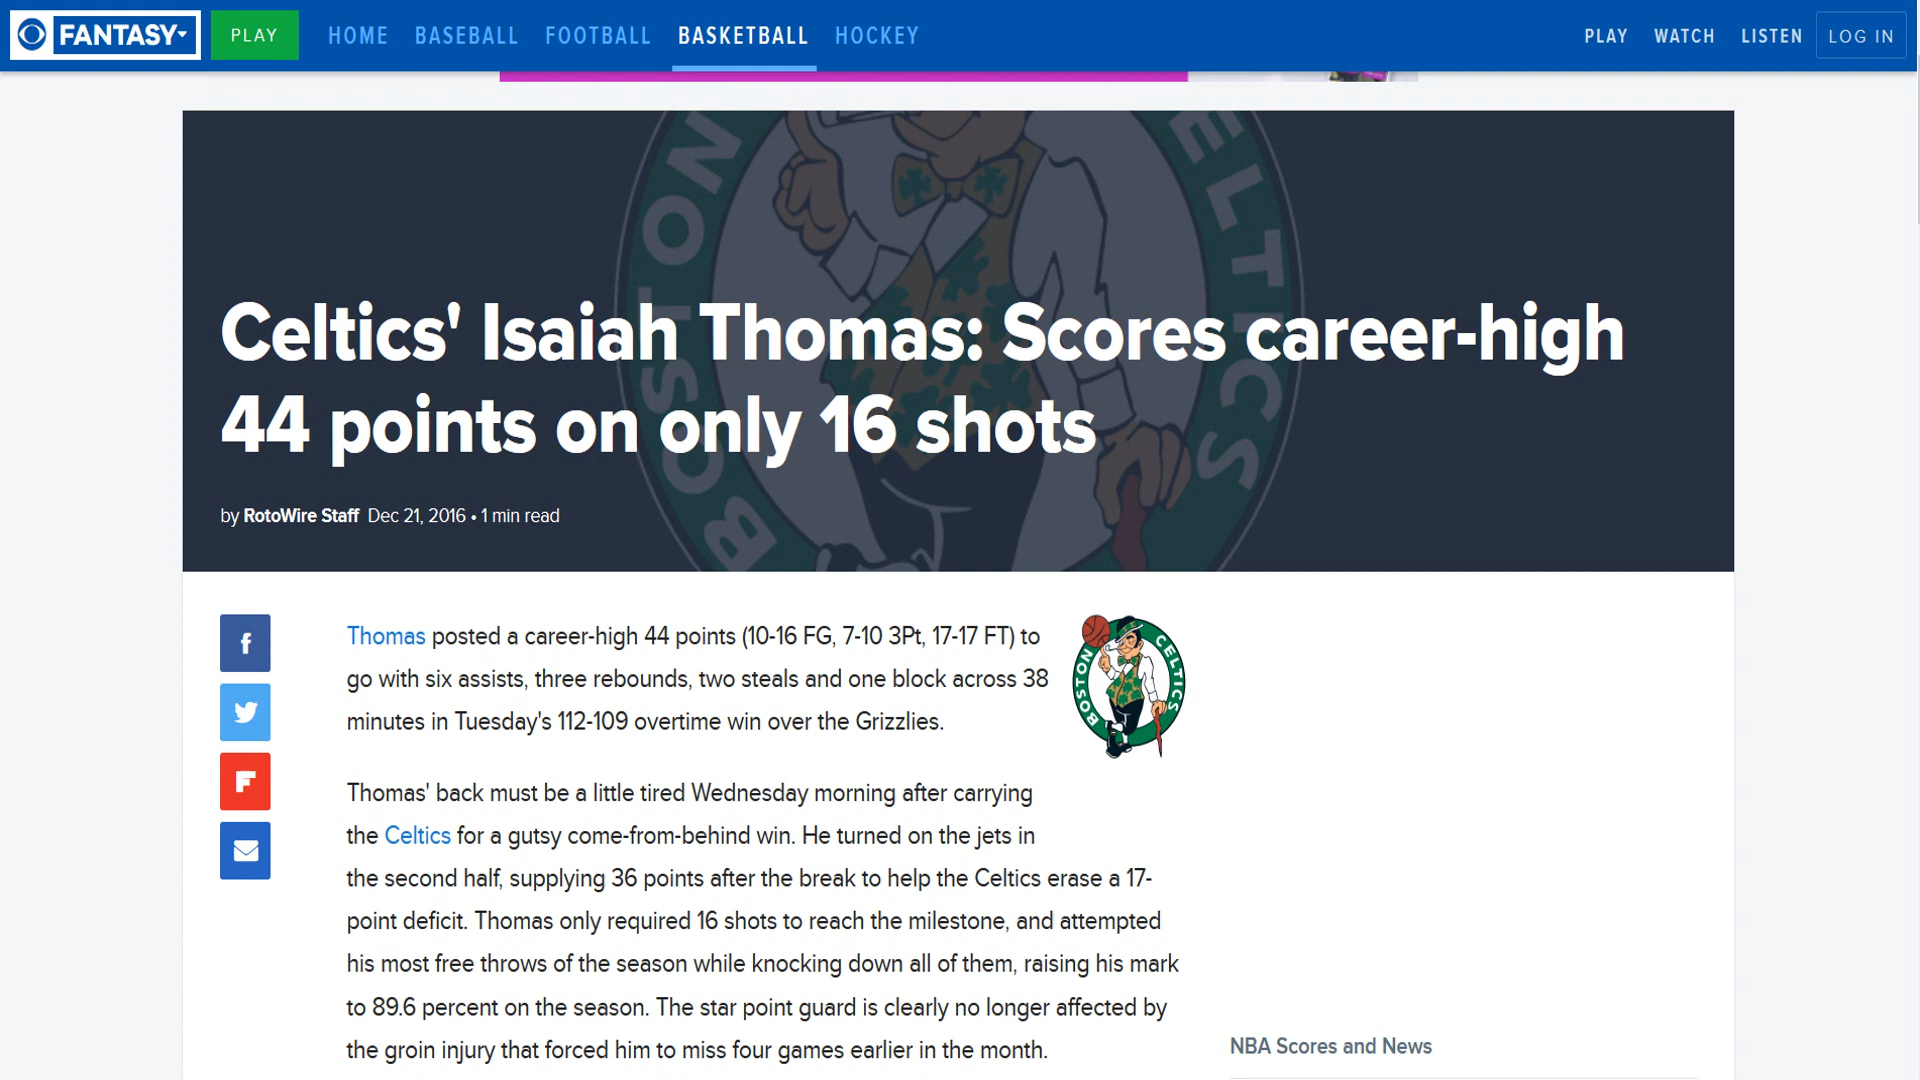 FANTASY
PLAY
HOME BASEBALL FOOTBALL BASKETBALL HOCKEY
PLAY WATCH LISTEN LOG IN
BOSTON CELTICS
Celtics' Isaiah Thomas: Scores career-high
44 points on only 16 shots
by RotoWire Staff Dec 21, 2016 • 1 min read
f
Thomas posted a career-high 44 points (10-16 FG, 7-10 3Pt, 17-17 FT) to
go with six assists, three rebounds, two steals and one block across 38
minutes in Tuesday's 112-109 overtime win over the Grizzlies.
BOSTON CELTICS
Thomas' back must be a little tired Wednesday morning after carrying
the Celtics for a gutsy come-from-behind win. He turned on the jets in
the second half, supplying 36 points after the break to help the Celtics erase a 17-
point deficit. Thomas only required 16 shots to reach the milestone, and attempted
his most free throws of the season while knocking down all of them, raising his mark
to 89.6 percent on the season. The star point guard is clearly no longer affected by
the groin injury that forced him to miss four games earlier in the month.
NBA Scores and News